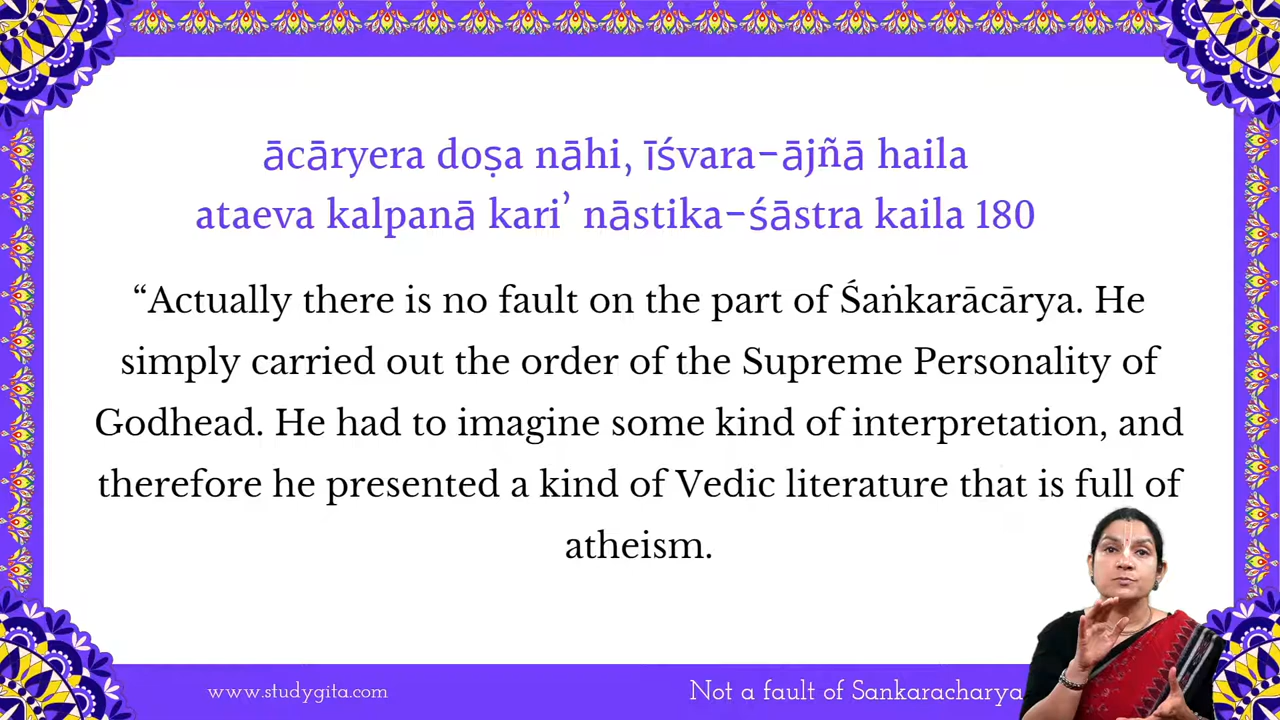 ācāryera doṣa nāhi, īśvara-ājñā haila
ataeva kalpanā kari’ nāstika-śāstra kaila 180
“Actually there is no fault on the part of Śaṅkarācārya. He
simply carried out the order of the Supreme Personality of
Godhead. He had to imagine some kind of interpretation, and
therefore he presented a kind of Vedic literature that is full of
atheism.
www.studygita.com
Not a fault of Sankaracharya